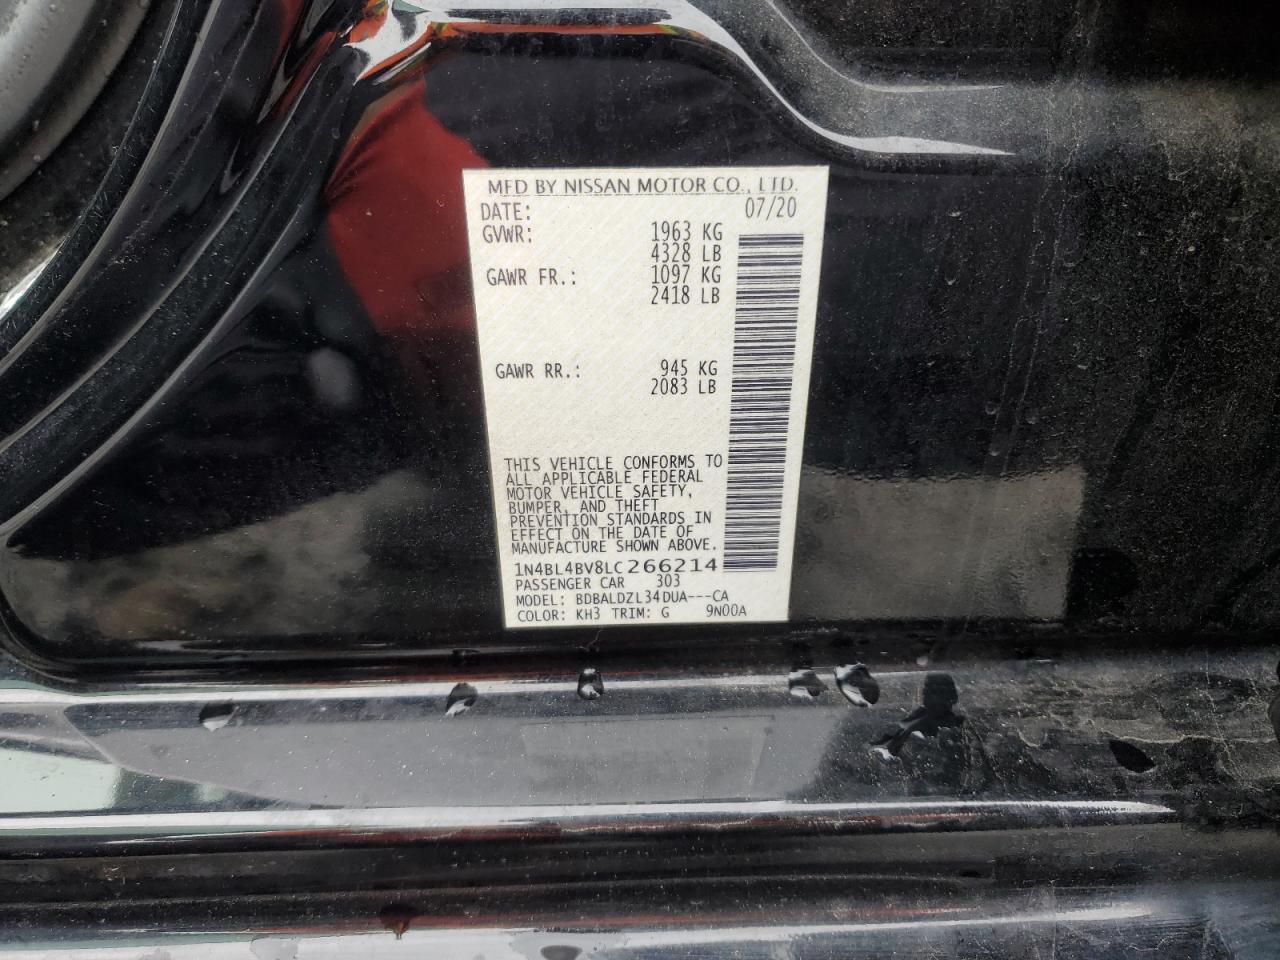 MFD BY NISSAN MOTOR CO., LTD.
DATE: 07/20
GVWR: 1963 KG
4328 LB
GAWR FR.: 1097 KG
2418 LB
GAWR RR.: 945 KG
2083 LB
THIS VEHICLE CONFORMS TO
ALL APPLICABLE FEDERAL
MOTOR VEHICLE SAFETY,
BUMPER, AND THEFT
PREVENTION STANDARDS IN
EFFECT ON THE DATE OF
MANUFACTURE SHOWN ABOVE.
1N4BL4BV8LC266214
PASSENGER CAR 303
MODEL: BDBALDZL34DUA---CA
COLOR: KH3 TRIM: G 9N00A